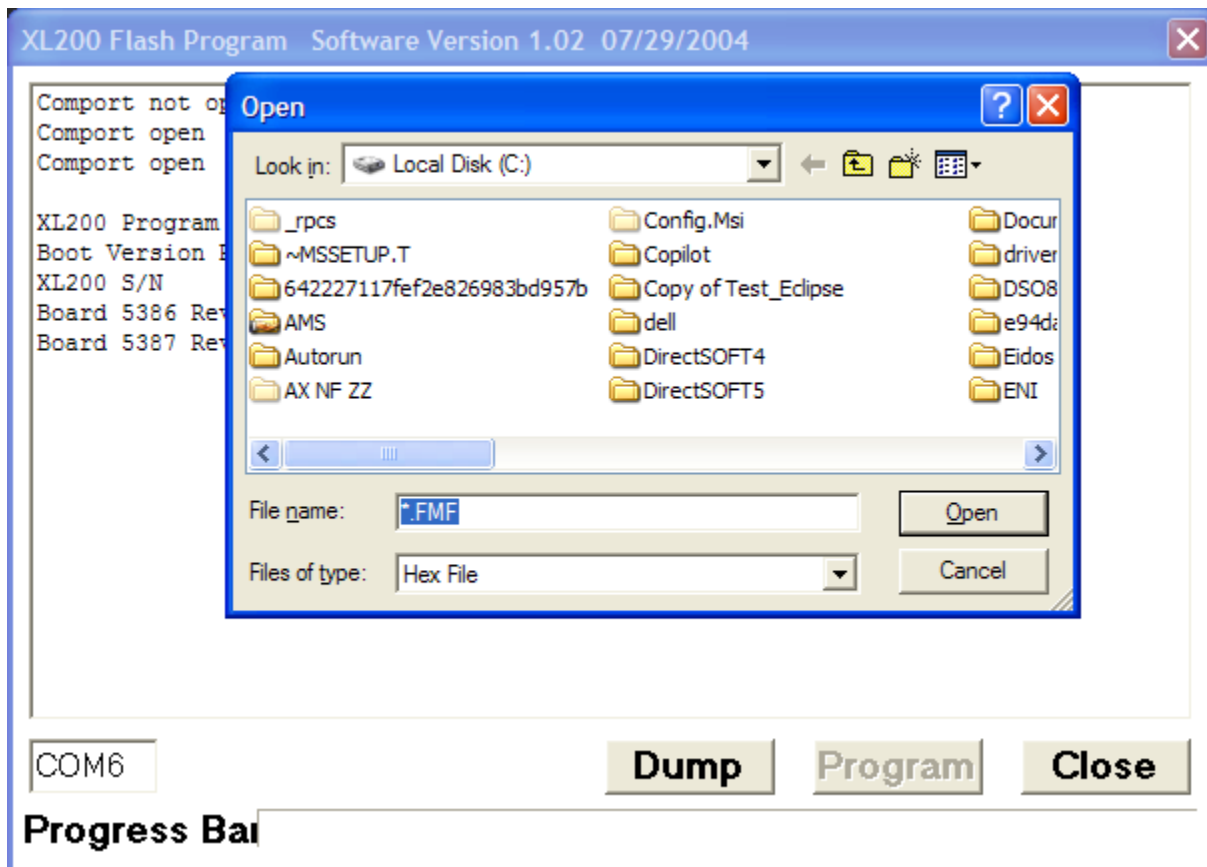 XL200 Flash Program Software Version 1.02 07/29/2004
Comport not
Comport open
Comport open
XL200 Program
Boot Version
XL200 S/N
Board 5386 Rev
Board 5387 Rev
Open
Look in: Local Disk (C:)
_rpcs
~MSSETUP.T
642227117fef2e826983bd957b
AMS
Autorun
AX NF ZZ
Config.Msi
Copilot
Copy of Test_Eclipse
dell
DirectSOFT4
DirectSOFT5
Docur
driver
DSO8
e94da
Eidos
ENI
File name: *.FMF Open
Files of type: Hex File Cancel
COM6 Dump Program Close
Progress Bar